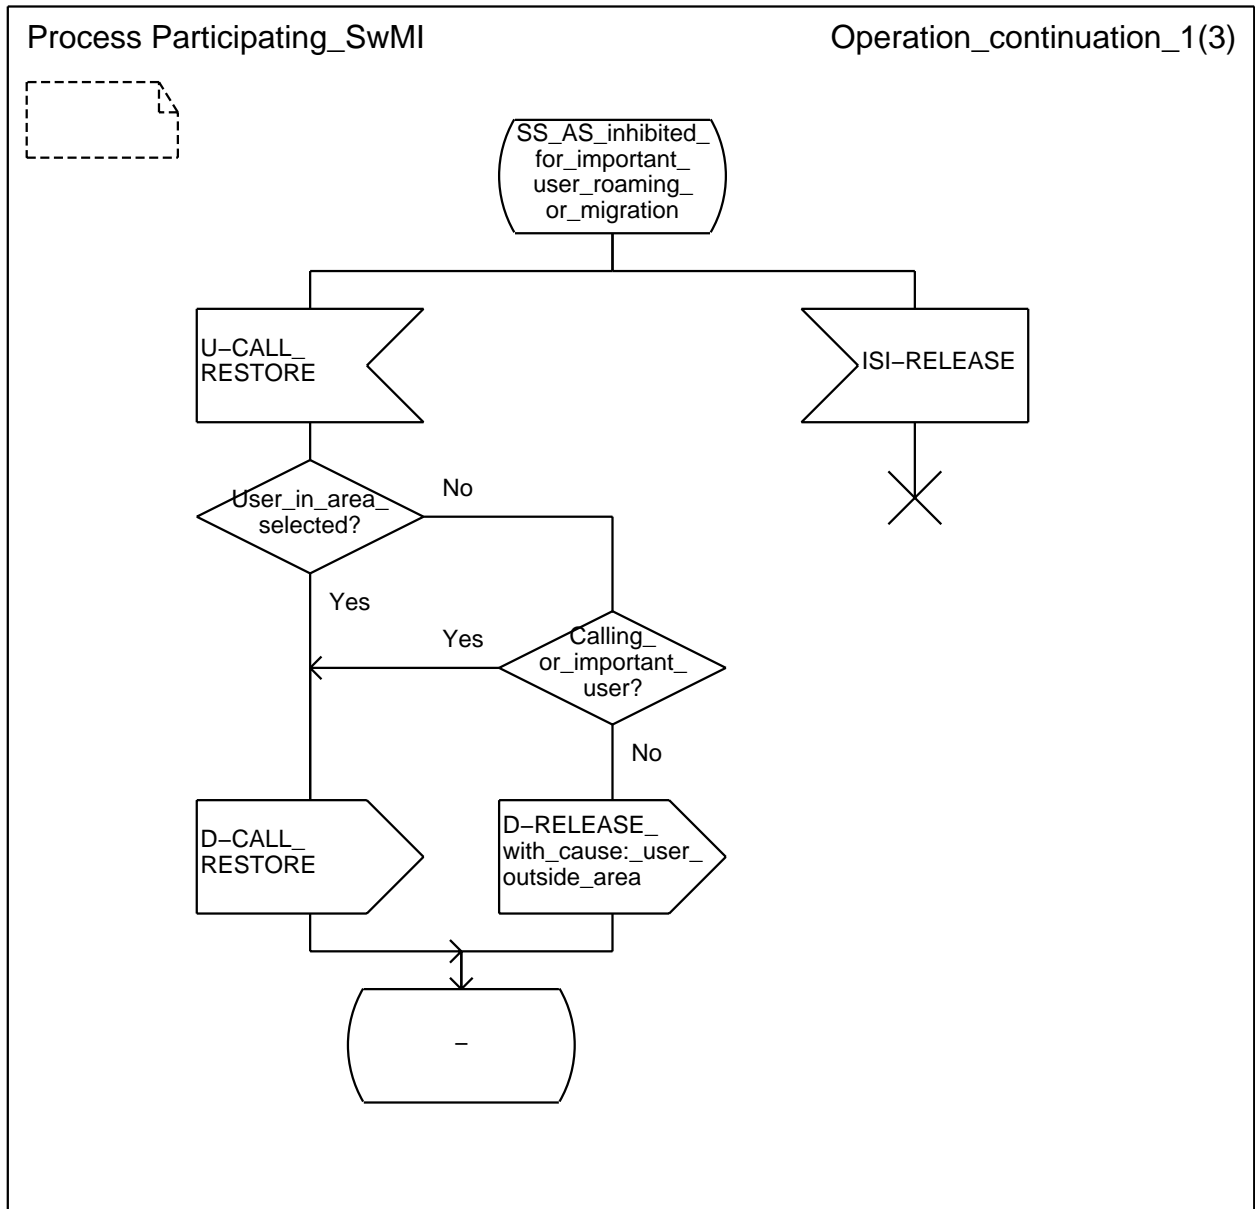 Process Participating_SwMI
Operation_continuation_1(3)
SS_AS_inhibited_
for_important_
user_roaming_
or_migration
U−CALL_
RESTORE
ISI−RELEASE
User_in_area_
selected?
No
Yes
Calling_
or_important_
user?
Yes
No
D−CALL_
RESTORE
D−RELEASE_
with_cause:_user_
outside_area
−